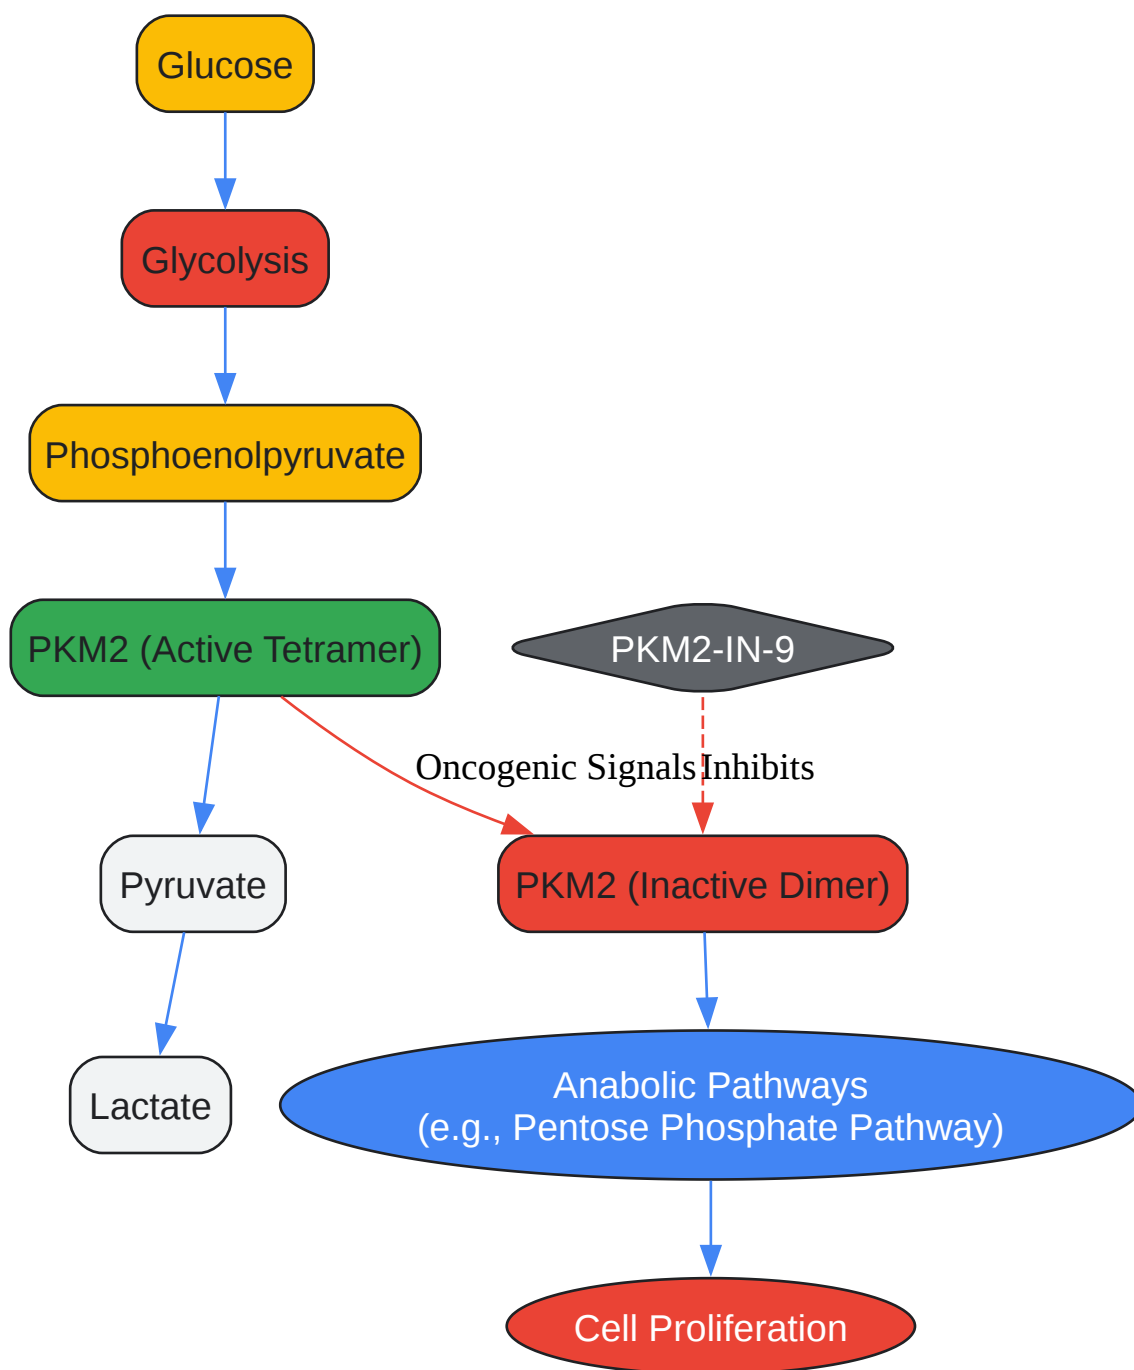 Glucose
Glycolysis
Phosphoenolpyruvate
PKM2 (Active Tetramer)
PKM2-IN-9
Oncogenic Signals
Inhibits
Pyruvate
PKM2 (Inactive Dimer)
Lactate
Anabolic Pathways
(e.g., Pentose Phosphate Pathway)
Cell Proliferation